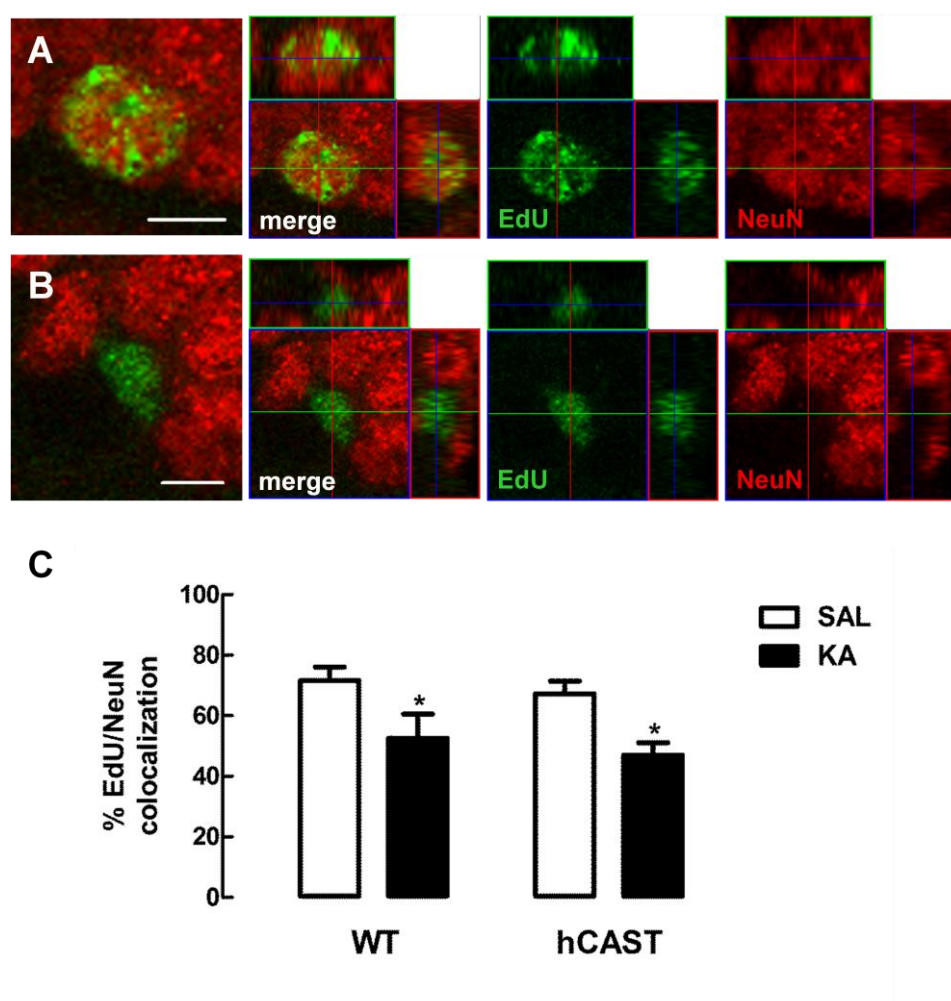 A
merge
EdU
NeuN
B
merge
EdU
NeuN
C
% EdU/NeuN
colocalization
100
80
60
40
20
0
*
*
WT
hCAST
SAL
KA